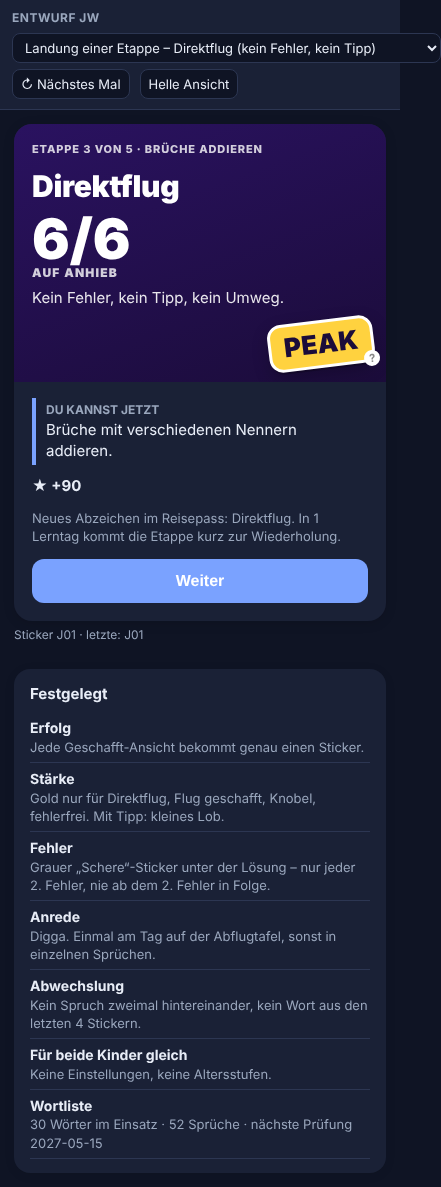 ENTWURF JW
Landung einer Etappe – Direktflug (kein Fehler, kein Tipp)
↻ Nächstes Mal
Helle Ansicht
ETAPPE 3 VON 5 · BRÜCHE ADDIEREN
Direktflug
6/6
AUF ANHIEB
Kein Fehler, kein Tipp, kein Umweg.
PEAK
?
DU KANNST JETZT
Brüche mit verschiedenen Nennern
addieren.
★ +90
Neues Abzeichen im Reisepass: Direktflug. In 1
Lerntag kommt die Etappe kurz zur Wiederholung.
Weiter
Sticker J01 · letzte: J01
Festgelegt
Erfolg
Jede Geschafft-Ansicht bekommt genau einen Sticker.
Stärke
Gold nur für Direktflug, Flug geschafft, Knobel,
fehlerfrei. Mit Tipp: kleines Lob.
Fehler
Grauer „Schere“-Sticker unter der Lösung – nur jeder
2. Fehler, nie ab dem 2. Fehler in Folge.
Anrede
Digga. Einmal am Tag auf der Abflugtafel, sonst in
einzelnen Sprüchen.
Abwechslung
Kein Spruch zweimal hintereinander, kein Wort aus den
letzten 4 Stickern.
Für beide Kinder gleich
Keine Einstellungen, keine Altersstufen.
Wortliste
30 Wörter im Einsatz · 52 Sprüche · nächste Prüfung
2027-05-15